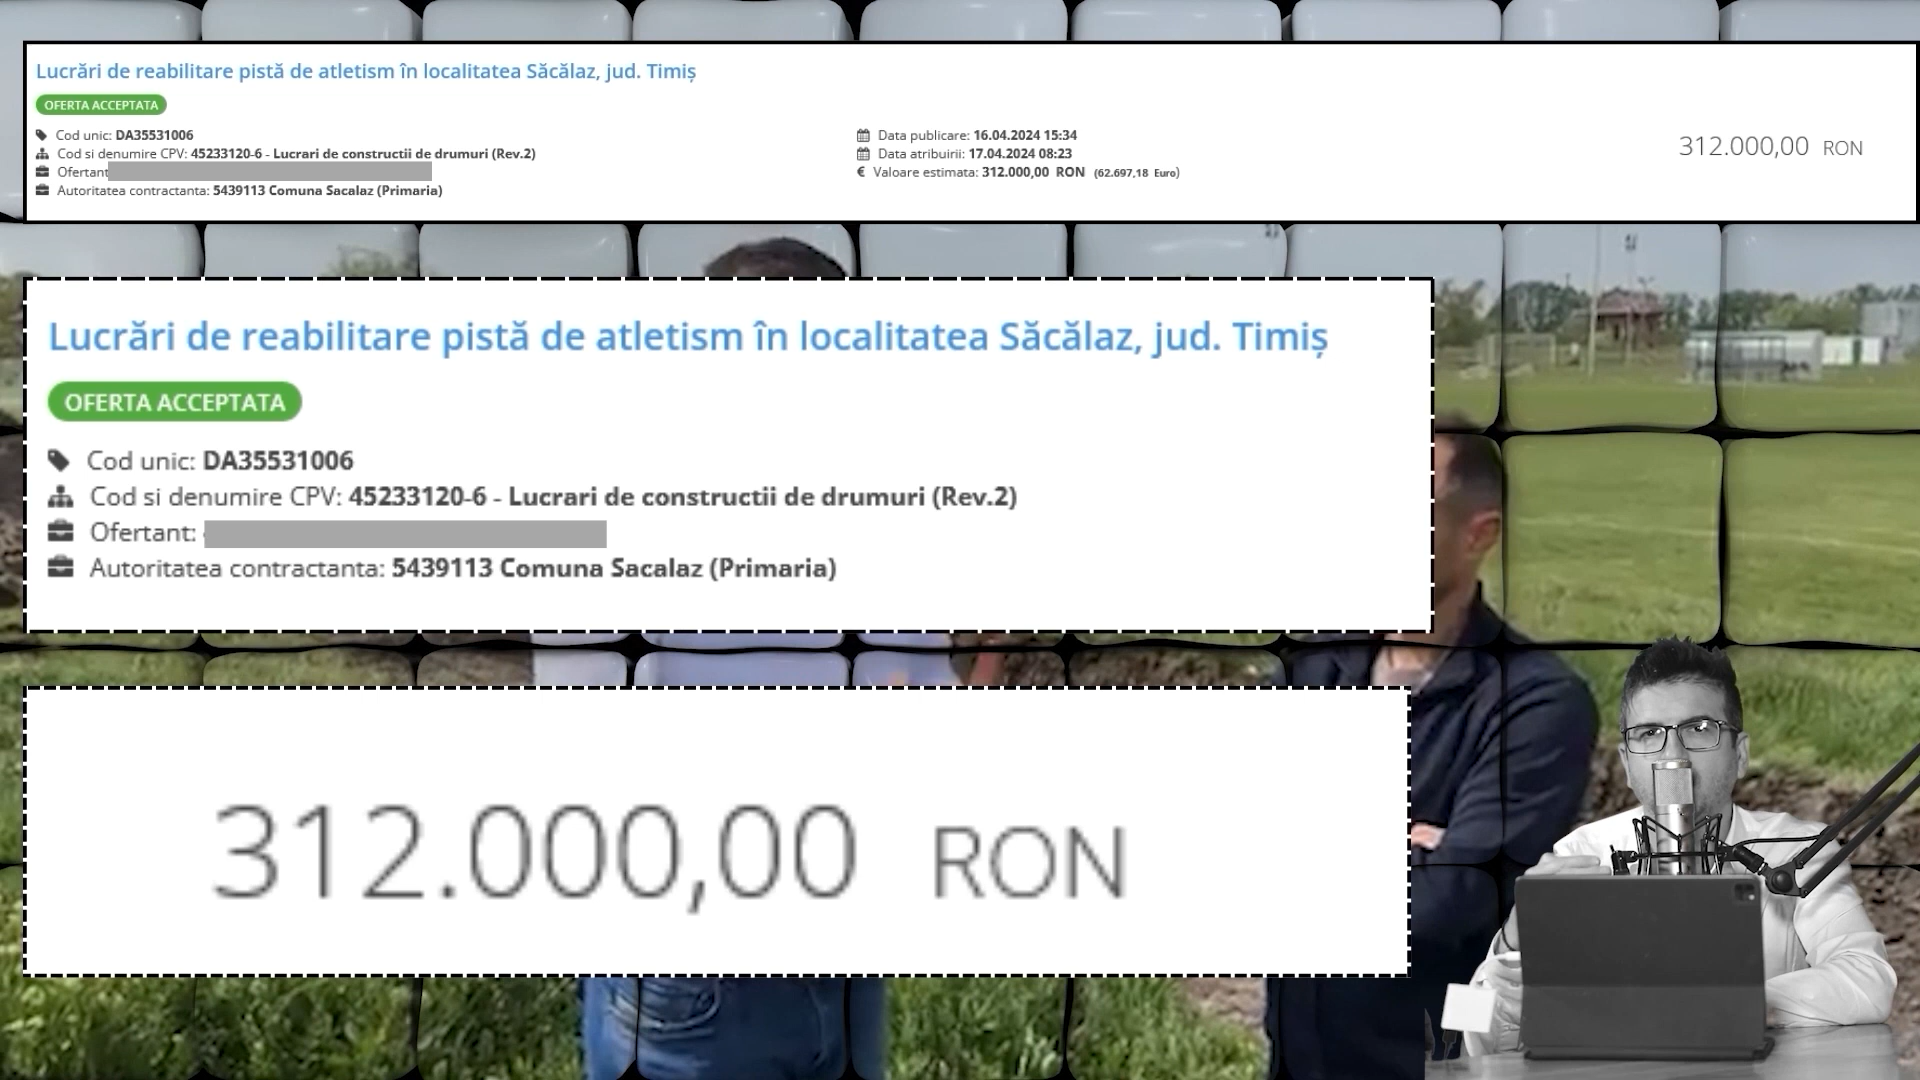 Lucrări de reabilitare pistă de atletism în localitatea Săcălaz, jud. Timiș
OFERTA ACCEPTATA
Cod unic: DA35531006
Cod si denumire CPV: 45233120-6 - Lucrari de constructii de drumuri (Rev.2)
Ofertant
Autoritatea contractanta: 5439113 Comuna Sacalaz (Primaria)
Data publicare: 16.04.2024 15:34
Data atribuirii: 17.04.2024 08:23
Valoare estimata: 312.000,00 RON (62.697,18 Euro)
312.000,00 RON
Lucrări de reabilitare pistă de atletism în localitatea Săcălaz, jud. Timiș
OFERTA ACCEPTATA
Cod unic: DA35531006
Cod si denumire CPV: 45233120-6 - Lucrari de constructii de drumuri (Rev.2)
Ofertant:
Autoritatea contractanta: 5439113 Comuna Sacalaz (Primaria)
312.000,00 RON